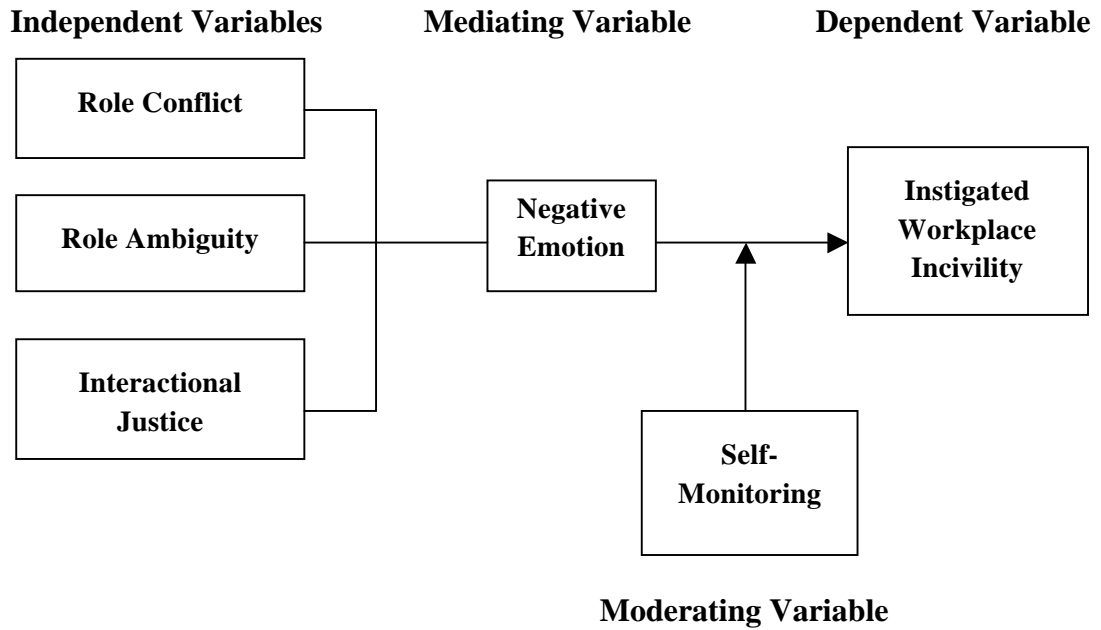 Independent Variables
Mediating Variable
Dependent Variable
Role Conflict
Role Ambiguity
Interactional
Justice
Negative
Emotion
Instigated
Workplace
Incivility
Self-
Monitoring
Moderating Variable